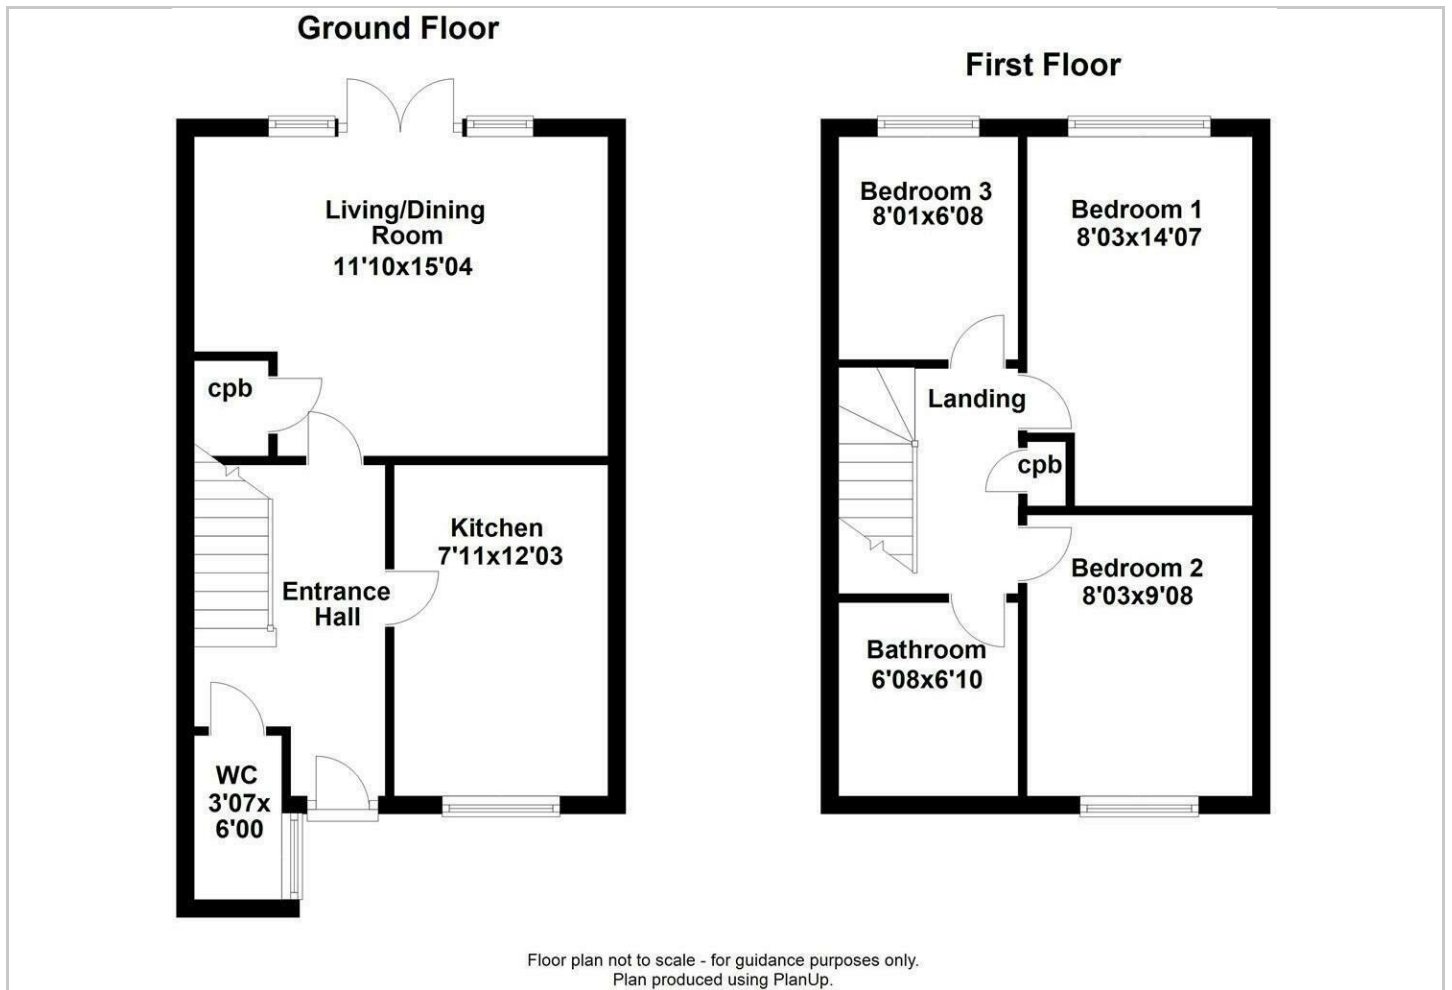 Ground Floor
Living/Dining
Room
11'10x15'04
cpb
Kitchen
7'11x12'03
Entrance
Hall
WC
3'07x
6'00
First Floor
Bedroom 3
8'01x6'08
Bedroom 1
8'03x14'07
Landing
cpb
Bedroom 2
8'03x9'08
Bathroom
6'08x6'10
Floor plan not to scale - for guidance purposes only.
Plan produced using PlanUp.